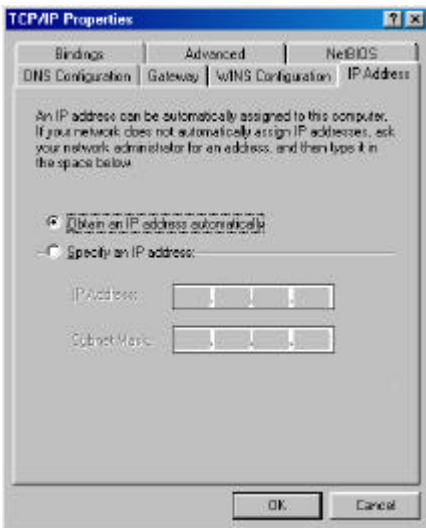 TCP/IP Properties
Bindings Advanced NetBIOS
DNS Configuration Gateway WINS Configuration IP Address
An IP address can be automatically assigned to this computer.
If your network does not automatically assign IP addresses, ask
your network administrator for an address, and then type it in
the space below.
Obtain an IP address automatically
Specify an IP address:
IP Address:
Subnet Mask:
OK Cancel